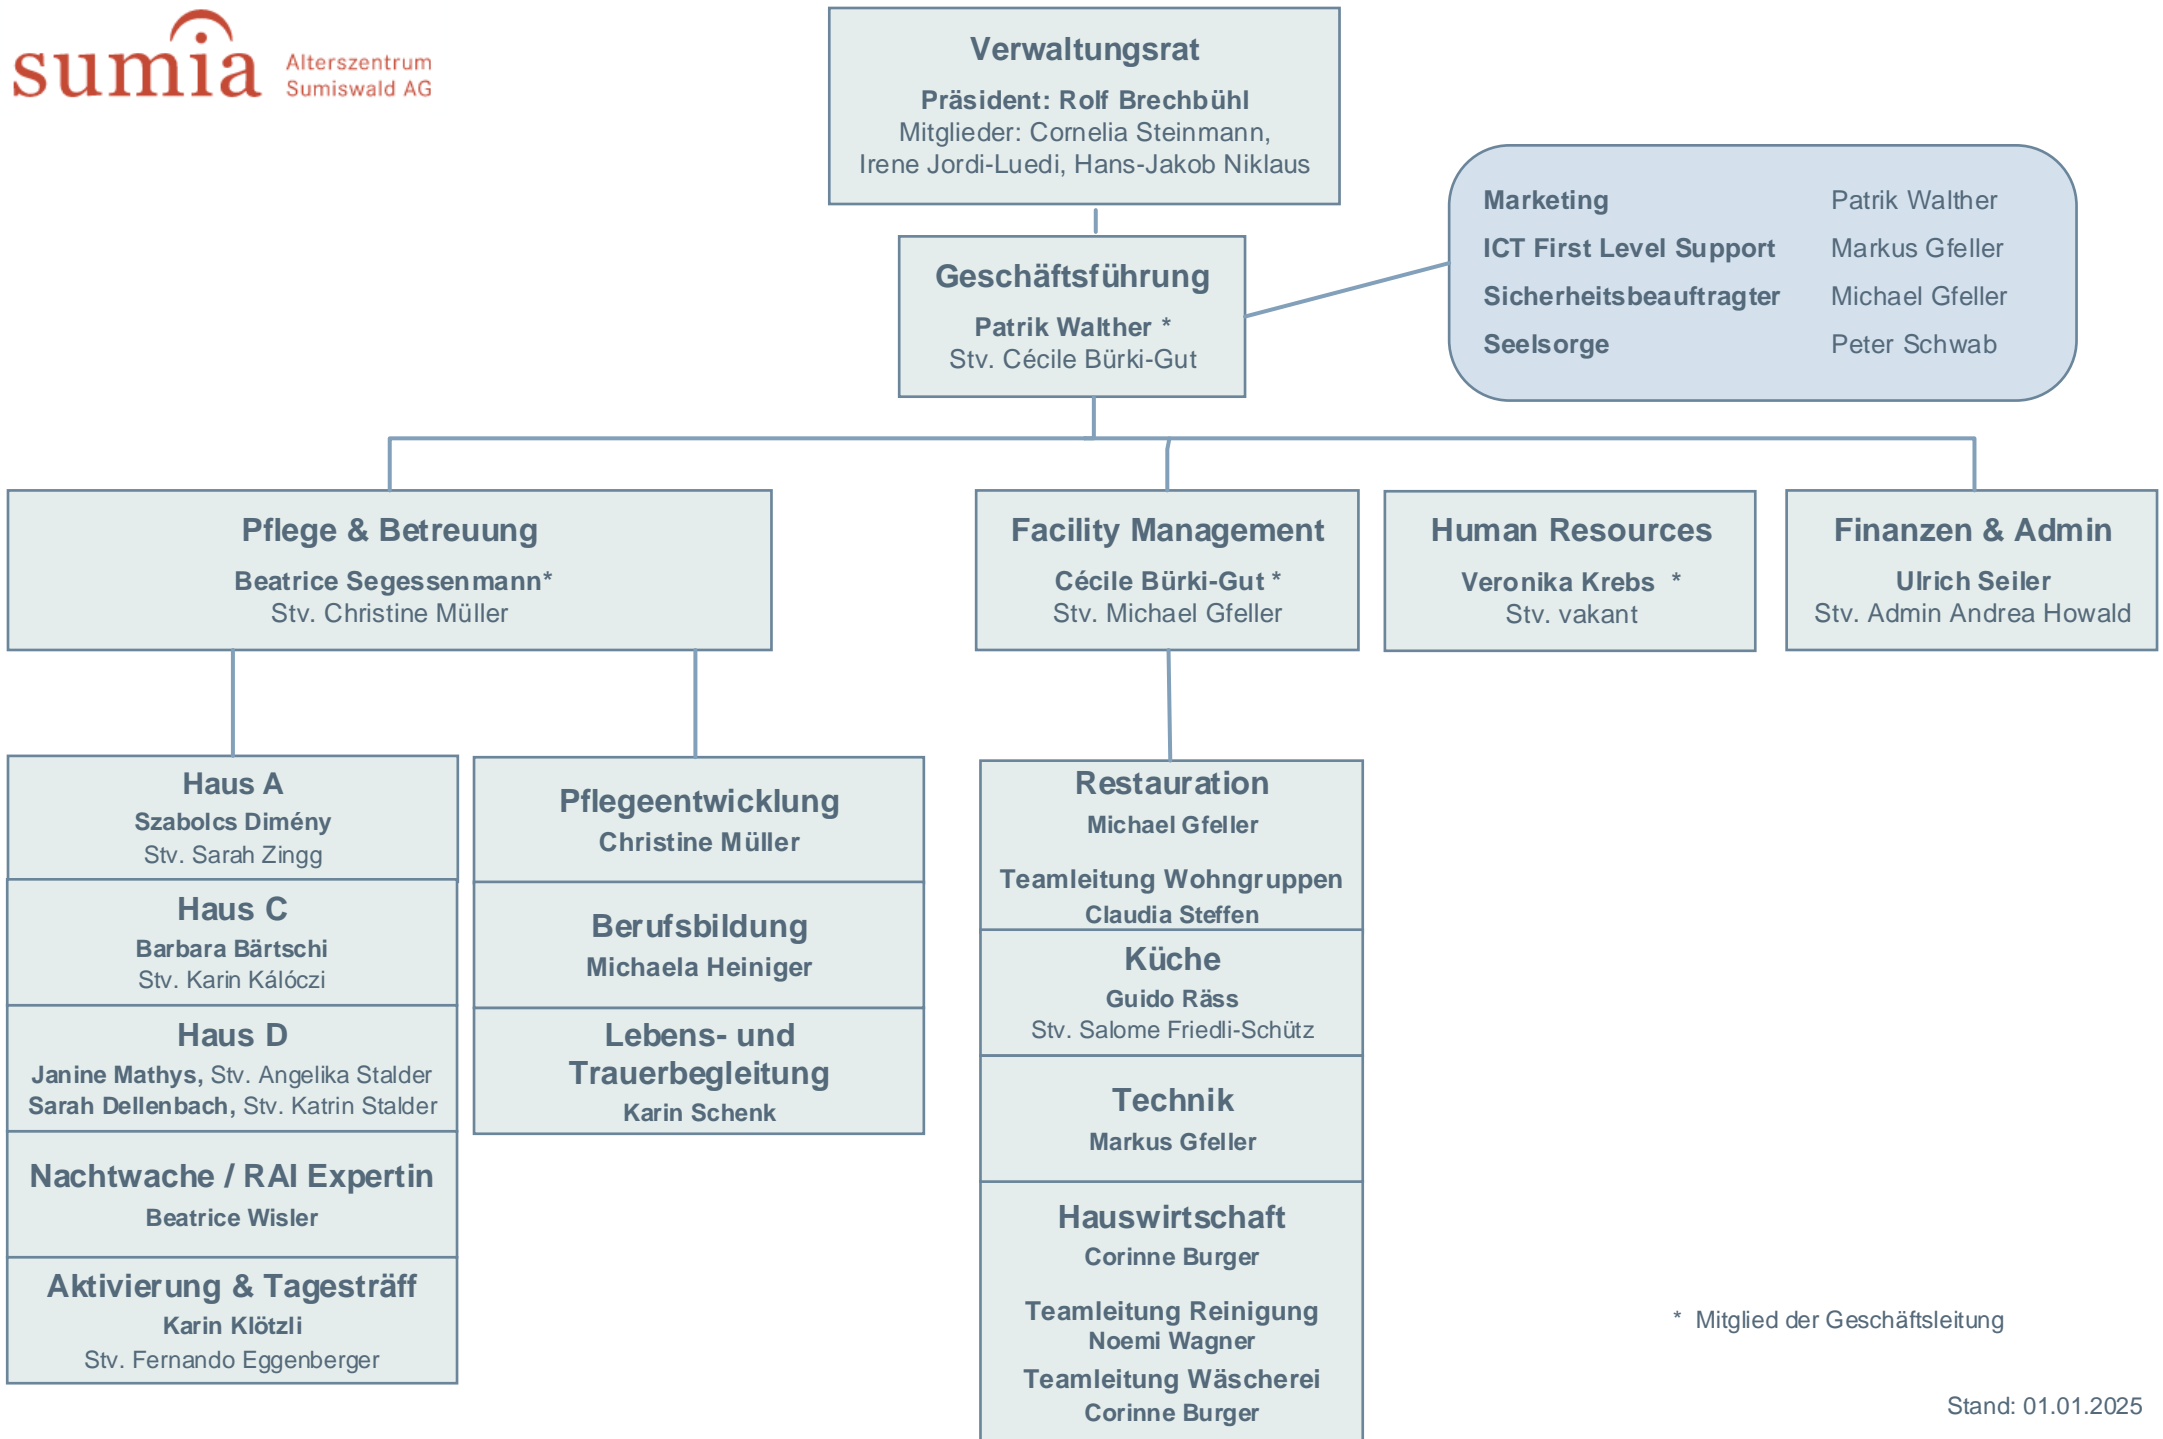 sumia
Alterszentrum
Sumiswald AG
Verwaltungsrat
Präsident: Rolf Brechbühl
Mitglieder: Cornelia Steinmann,
Irene Jordi-Luedi, Hans-Jakob Niklaus
Geschäftsführung
Patrik Walther *
Stv. Cécile Bürki-Gut
Marketing Patrik Walther
ICT First Level Support Markus Gfeller
Sicherheitsbeauftragter Michael Gfeller
Seelsorge Peter Schwab
Pflege & Betreuung
Beatrice Segessenmann*
Stv. Christine Müller
Facility Management
Cécile Bürki-Gut *
Stv. Michael Gfeller
Human Resources
Veronika Krebs *
Stv. vakant
Finanzen & Admin
Ulrich Seiler
Stv. Admin Andrea Howald
Haus A
Szabolcs Dimény
Stv. Sarah Zingg
Haus C
Barbara Bärtschi
Stv. Karin Kálóczi
Haus D
Janine Mathys, Stv. Angelika Stalder
Sarah Dellenbach, Stv. Katrin Stalder
Nachtwache / RAI Expertin
Beatrice Wisler
Aktivierung & Tagesträff
Karin Klötzli
Stv. Fernando Eggenberger
Pflegeentwicklung
Christine Müller
Berufsbildung
Michaela Heiniger
Lebens- und
Trauerbegleitung
Karin Schenk
Restauration
Michael Gfeller
Teamleitung Wohngruppen
Claudia Steffen
Küche
Guido Räss
Stv. Salome Friedli-Schütz
Technik
Markus Gfeller
Hauswirtschaft
Corinne Burger
Teamleitung Reinigung
Noemi Wagner
Teamleitung Wäscherei
Corinne Burger
* Mitglied der Geschäftsleitung
Stand: 01.01.2025